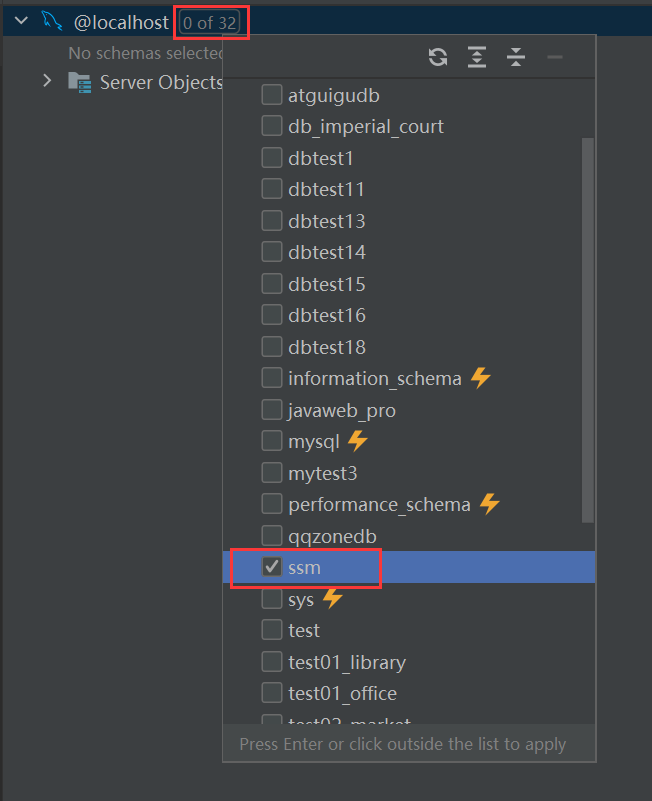 @localhost 0 of 32
No schemas selected
Server Objects
atguigudb
db_imperial_court
dbtest1
dbtest11
dbtest13
dbtest14
dbtest15
dbtest16
dbtest18
information_schema
javaweb_pro
mysql
mytest3
performance_schema
qqzonedb
ssm
sys
test
test01_library
test01_office
test02_market
Press Enter or click outside the list to apply